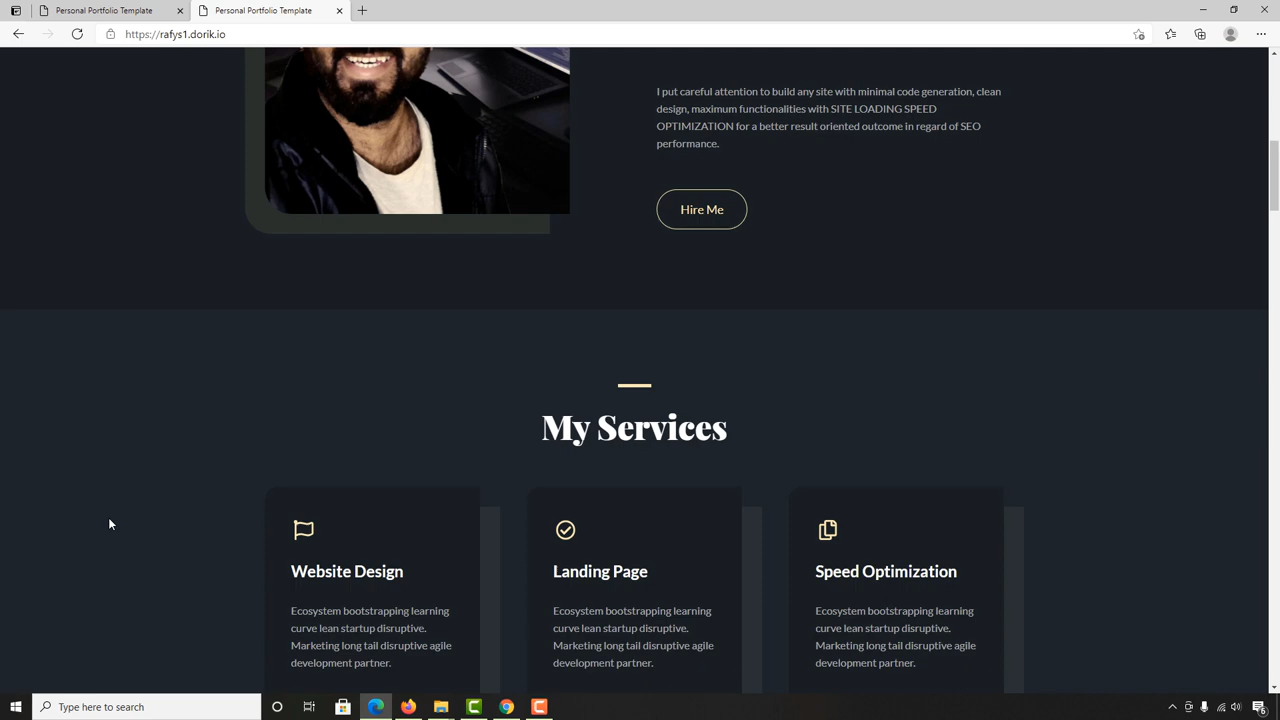 Personal Portfolio Template
Personal Portfolio Template
https://rafys1.dorik.io
I put careful attention to build any site with minimal code generation, clean
design, maximum functionalities with SITE LOADING SPEED
OPTIMIZATION for a better result oriented outcome in regard of SEO
performance.
Hire Me
My Services
Website Design
Ecosystem bootstrapping learning
curve lean startup disruptive.
Marketing long tail disruptive agile
development partner.
Landing Page
Ecosystem bootstrapping learning
curve lean startup disruptive.
Marketing long tail disruptive agile
development partner.
Speed Optimization
Ecosystem bootstrapping learning
curve lean startup disruptive.
Marketing long tail disruptive agile
development partner.
Type here to search